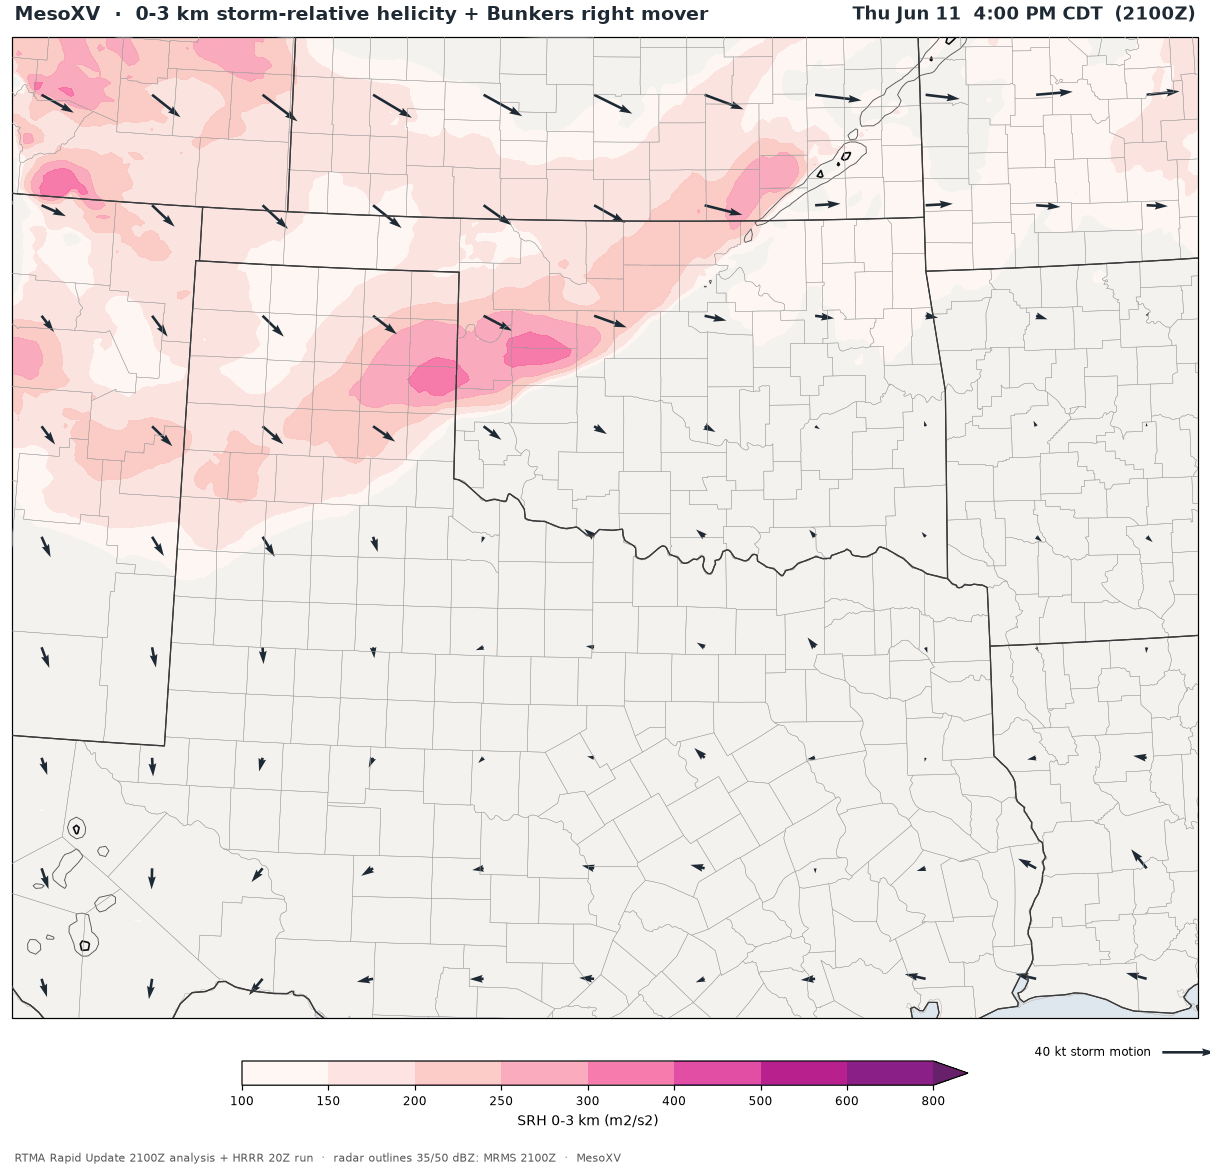 MesoXV · 0-3 km storm-relative helicity + Bunkers right mover
Thu Jun 11 4:00 PM CDT (2100Z)
40 kt storm motion
100 150 200 250 300 400 500 600 800
SRH 0-3 km (m2/s2)
RTMA Rapid Update 2100Z analysis + HRRR 20Z run · radar outlines 35/50 dBZ: MRMS 2100Z · MesoXV